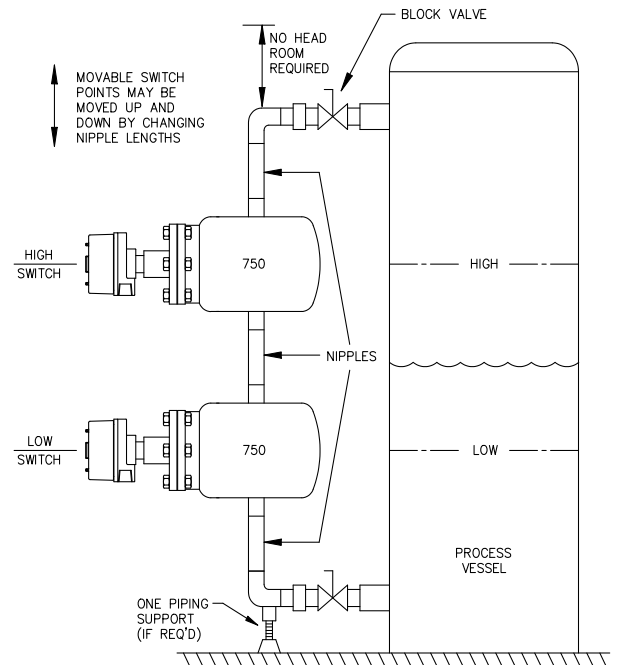 BLOCK VALVE
NO HEAD
ROOM
REQUIRED
MOVABLE SWITCH
POINTS MAY BE
MOVED UP AND
DOWN BY CHANGING
NIPPLE LENGTHS
HIGH
SWITCH
750
HIGH
NIPPLES
LOW
SWITCH
750
LOW
PROCESS
VESSEL
ONE PIPING
SUPPORT
(IF REQ'D)